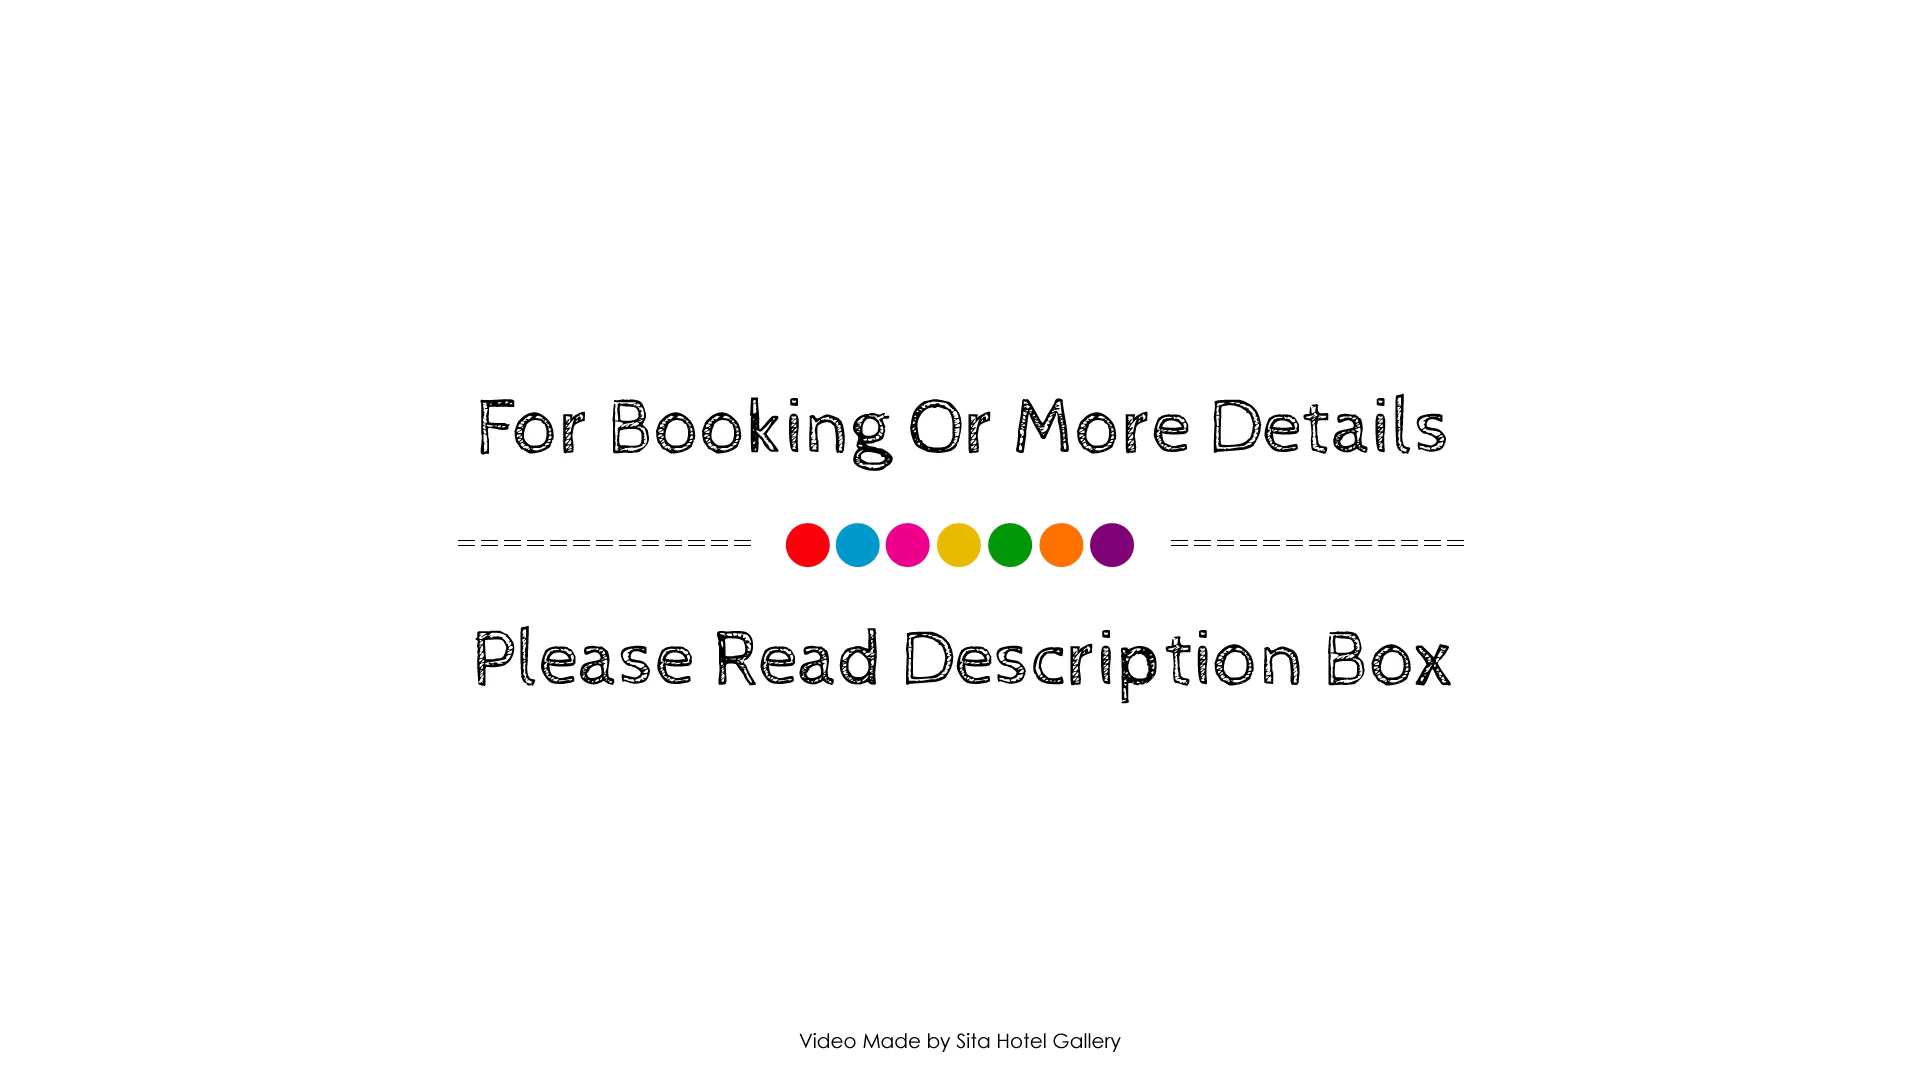 For Booking Or More Details
============= =============
Please Read Description Box
Video Made by Sita Hotel Gallery